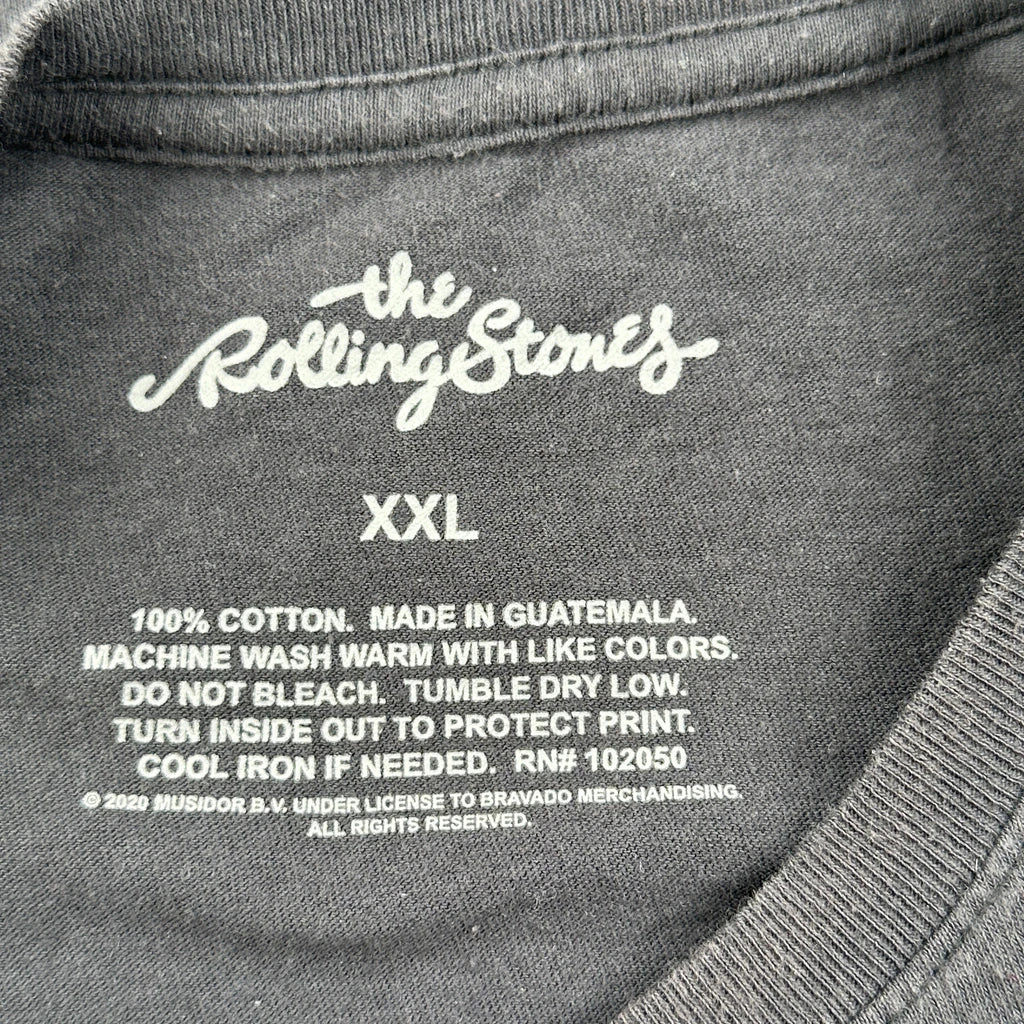 the
Rolling Stones
XXL
100% COTTON. MADE IN GUATEMALA.
MACHINE WASH WARM WITH LIKE COLORS.
DO NOT BLEACH. TUMBLE DRY LOW.
TURN INSIDE OUT TO PROTECT PRINT.
COOL IRON IF NEEDED. RN# 102050
© 2020 MUSIDOR B.V. UNDER LICENSE TO BRAVADO MERCHANDISING.
ALL RIGHTS RESERVED.